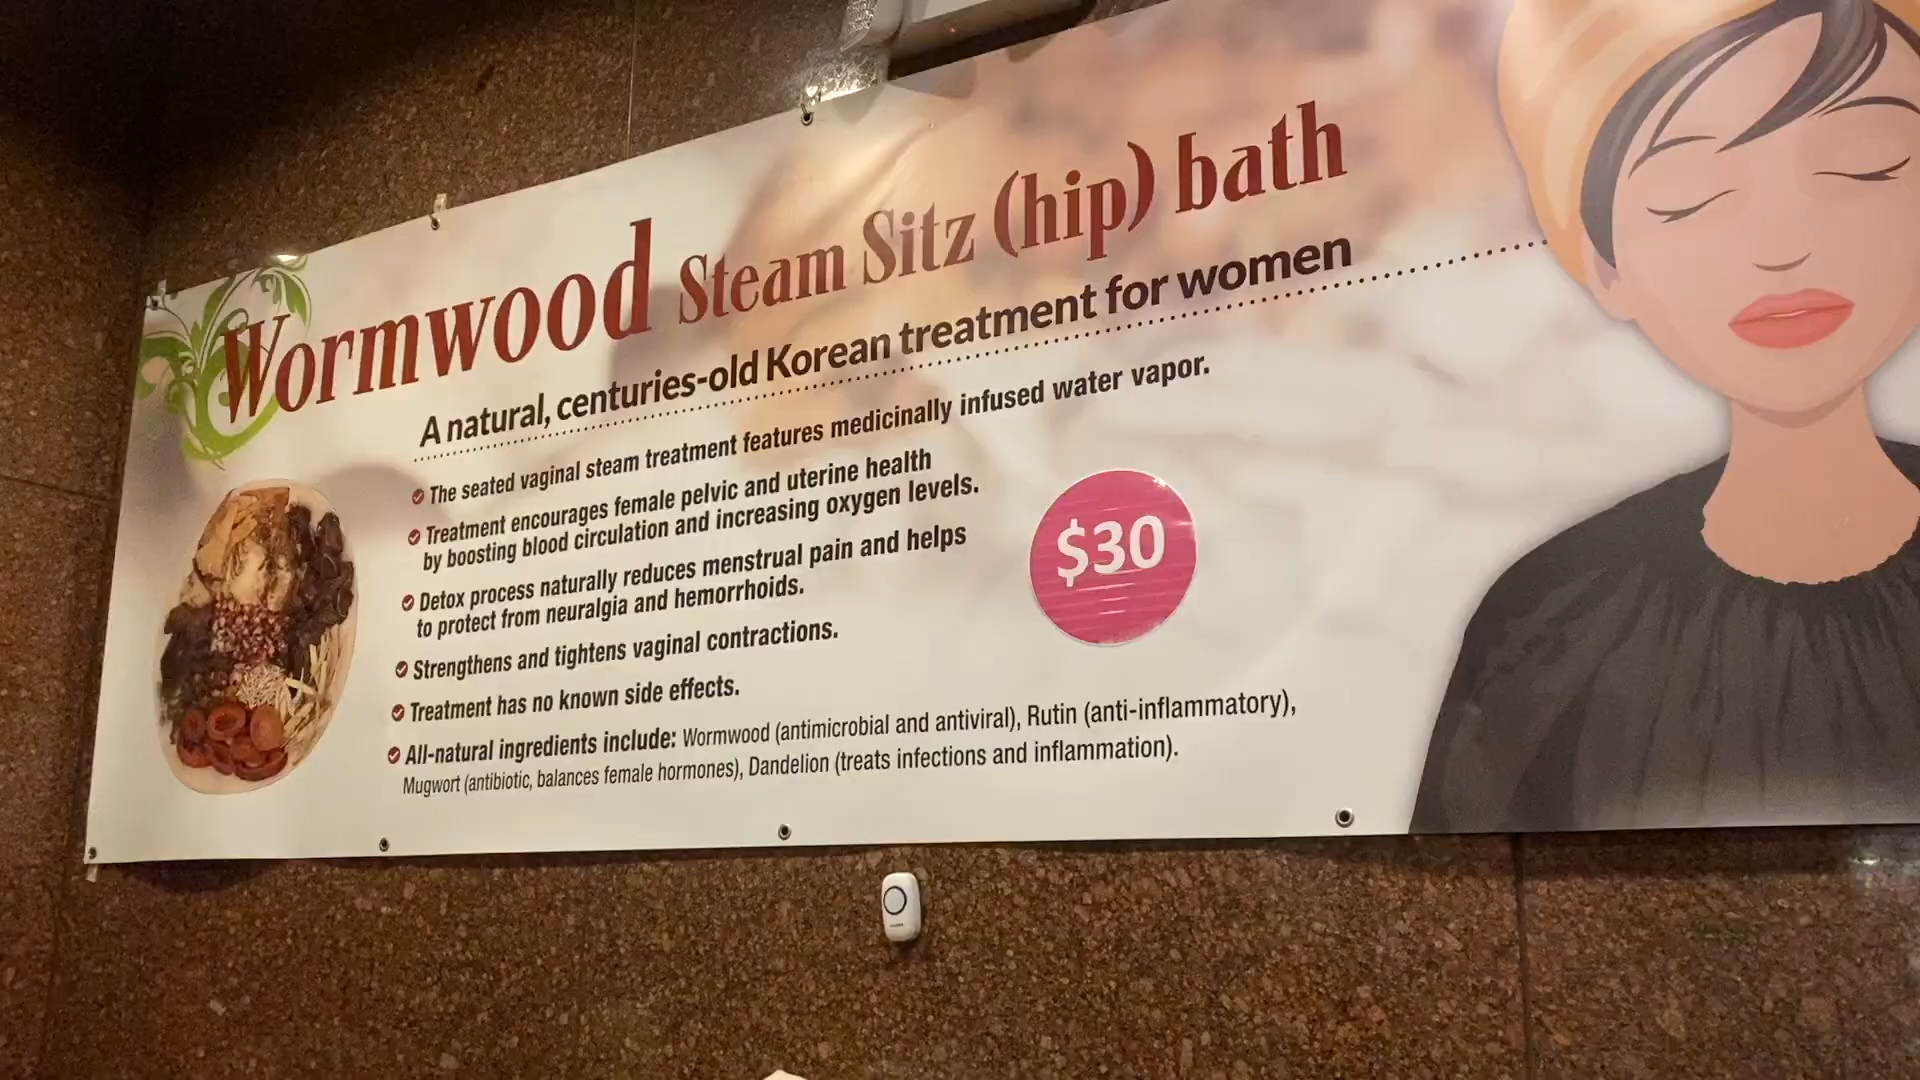 Wormwood Steam Sitz (hip) bath
A natural, centuries-old Korean treatment for women
The seated vaginal steam treatment features medicinally infused water vapor.
Treatment encourages female pelvic and uterine health
by boosting blood circulation and increasing oxygen levels.
Detox process naturally reduces menstrual pain and helps
to protect from neuralgia and hemorrhoids.
$30
Strengthens and tightens vaginal contractions.
Treatment has no known side effects.
All-natural ingredients include: Wormwood (antimicrobial and antiviral), Rutin (anti-inflammatory),
Mugwort (antibiotic, balances female hormones), Dandelion (treats infections and inflammation).